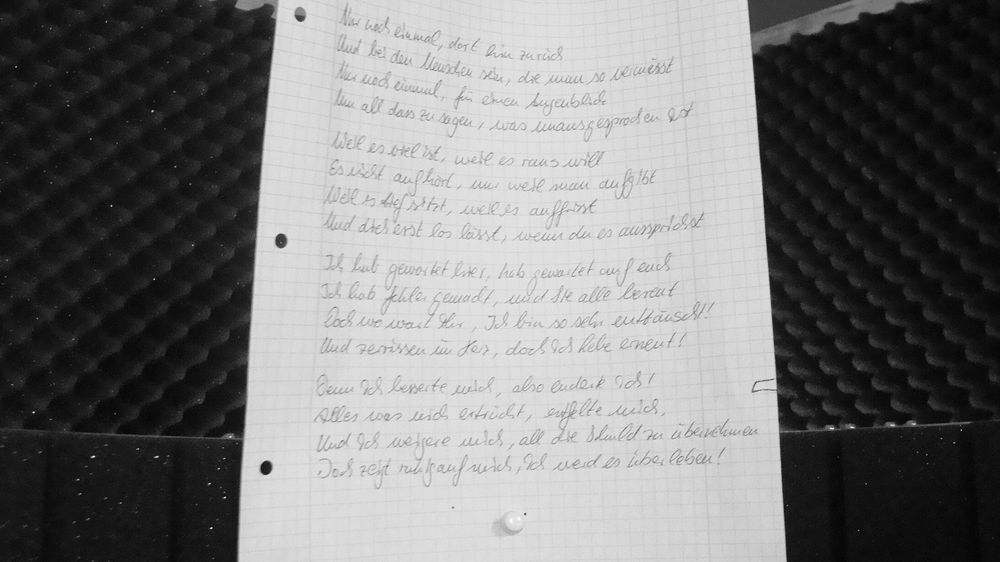 Nur noch einmal, dort hin zurück
Und bei den Menschen sein, die man so vermisst
Nur noch einmal, für einen Augenblick
Um all dass zu sagen, was unausgesprochen ist
Weil es viel ist, weil es raus will
Es nicht aufhört, nur weil man aufgibt
Weil es tief sitzt, weil es auffrisst
Und dich erst los lässt, wenn du es aussprichst
Ich hab gewartet hier, hab gewartet auf euch
Ich hab Fehler gemacht, und Sie alle bereut
Doch wo wart Ihr, Ich bin so sehr enttäuscht!
Und zerrissen im Herz, doch Ich hebe erneut!
Denn Ich besserte mich, also änderte Ich!
Alles was mich erdrückt, mich,
Und Ich weigere mich, all die Schuld zu übernehmen
Doch zeigt ruhig auf mich, Ich werd es überleben!